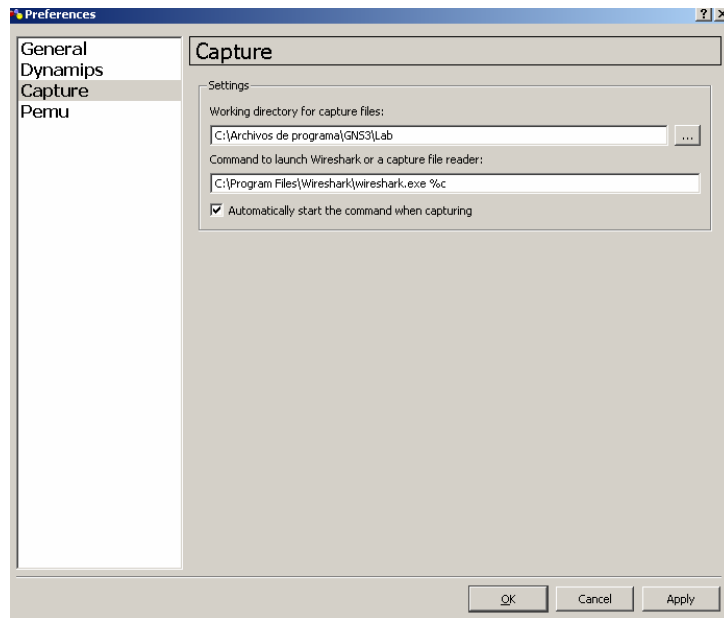 Preferences
General
Dynamips
Capture
Pemu
Capture
Settings
Working directory for capture files:
C:\Archivos de programa\GNS3\Lab
...
Command to launch Wireshark or a capture file reader:
C:\Program Files\Wireshark\wireshark.exe %c
Automatically start the command when capturing
OK
Cancel
Apply